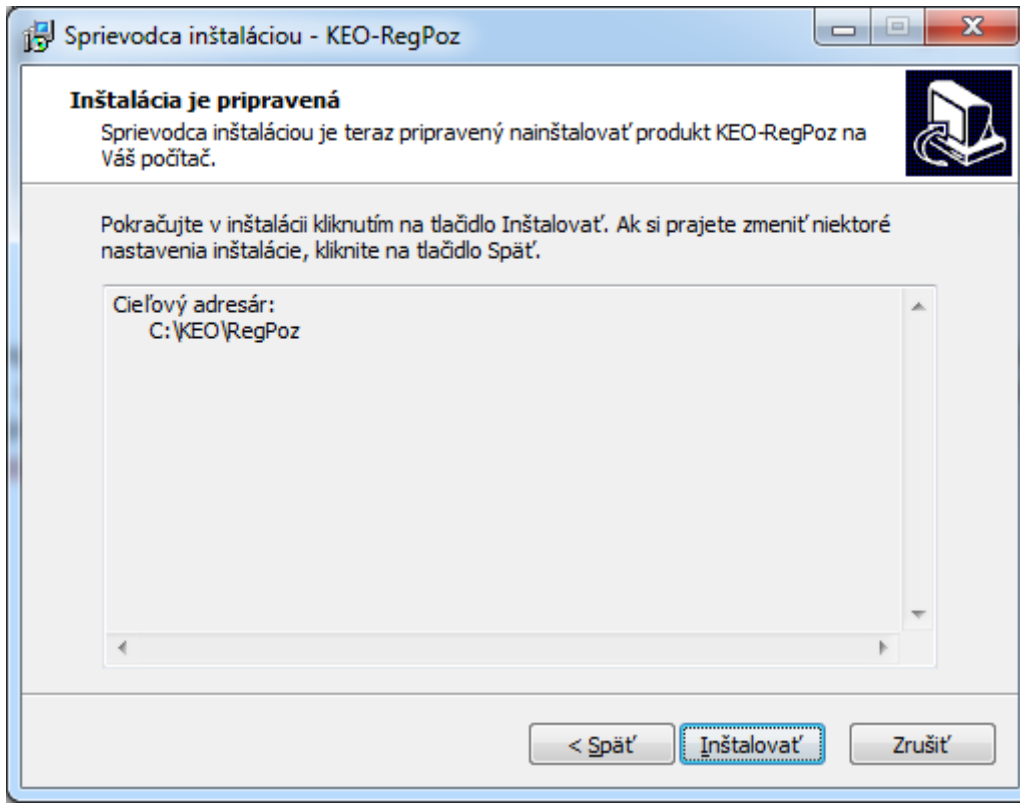 Sprievodca inštaláciou - KEO-RegPoz
Inštalácia je pripravená
Sprievodca inštaláciou je teraz pripravený nainštalovať produkt KEO-RegPoz na
Váš počítač.
Pokračujte v inštalácii kliknutím na tlačidlo Inštalovať. Ak si prajete zmeniť niektoré
nastavenia inštalácie, kliknite na tlačidlo Späť.
Cieľový adresár:
C:\KEO\RegPoz
< Späť
Inštalovať
Zrušiť